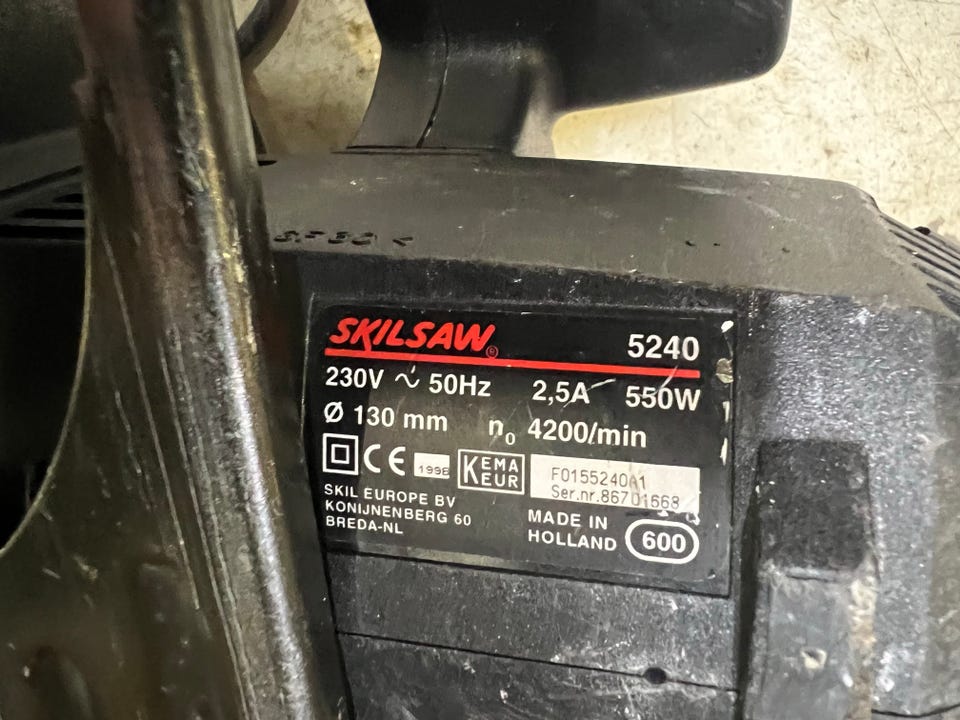 SKILSAW® 5240
230V ~ 50Hz 2,5A 550W
Ø 130 mm n₀ 4200/min
CE 1998 KEMA KEUR F0155240A1
Ser.nr.86701668
SKIL EUROPE BV
KONIJNENBERG 60
BREDA-NL
MADE IN
HOLLAND 600